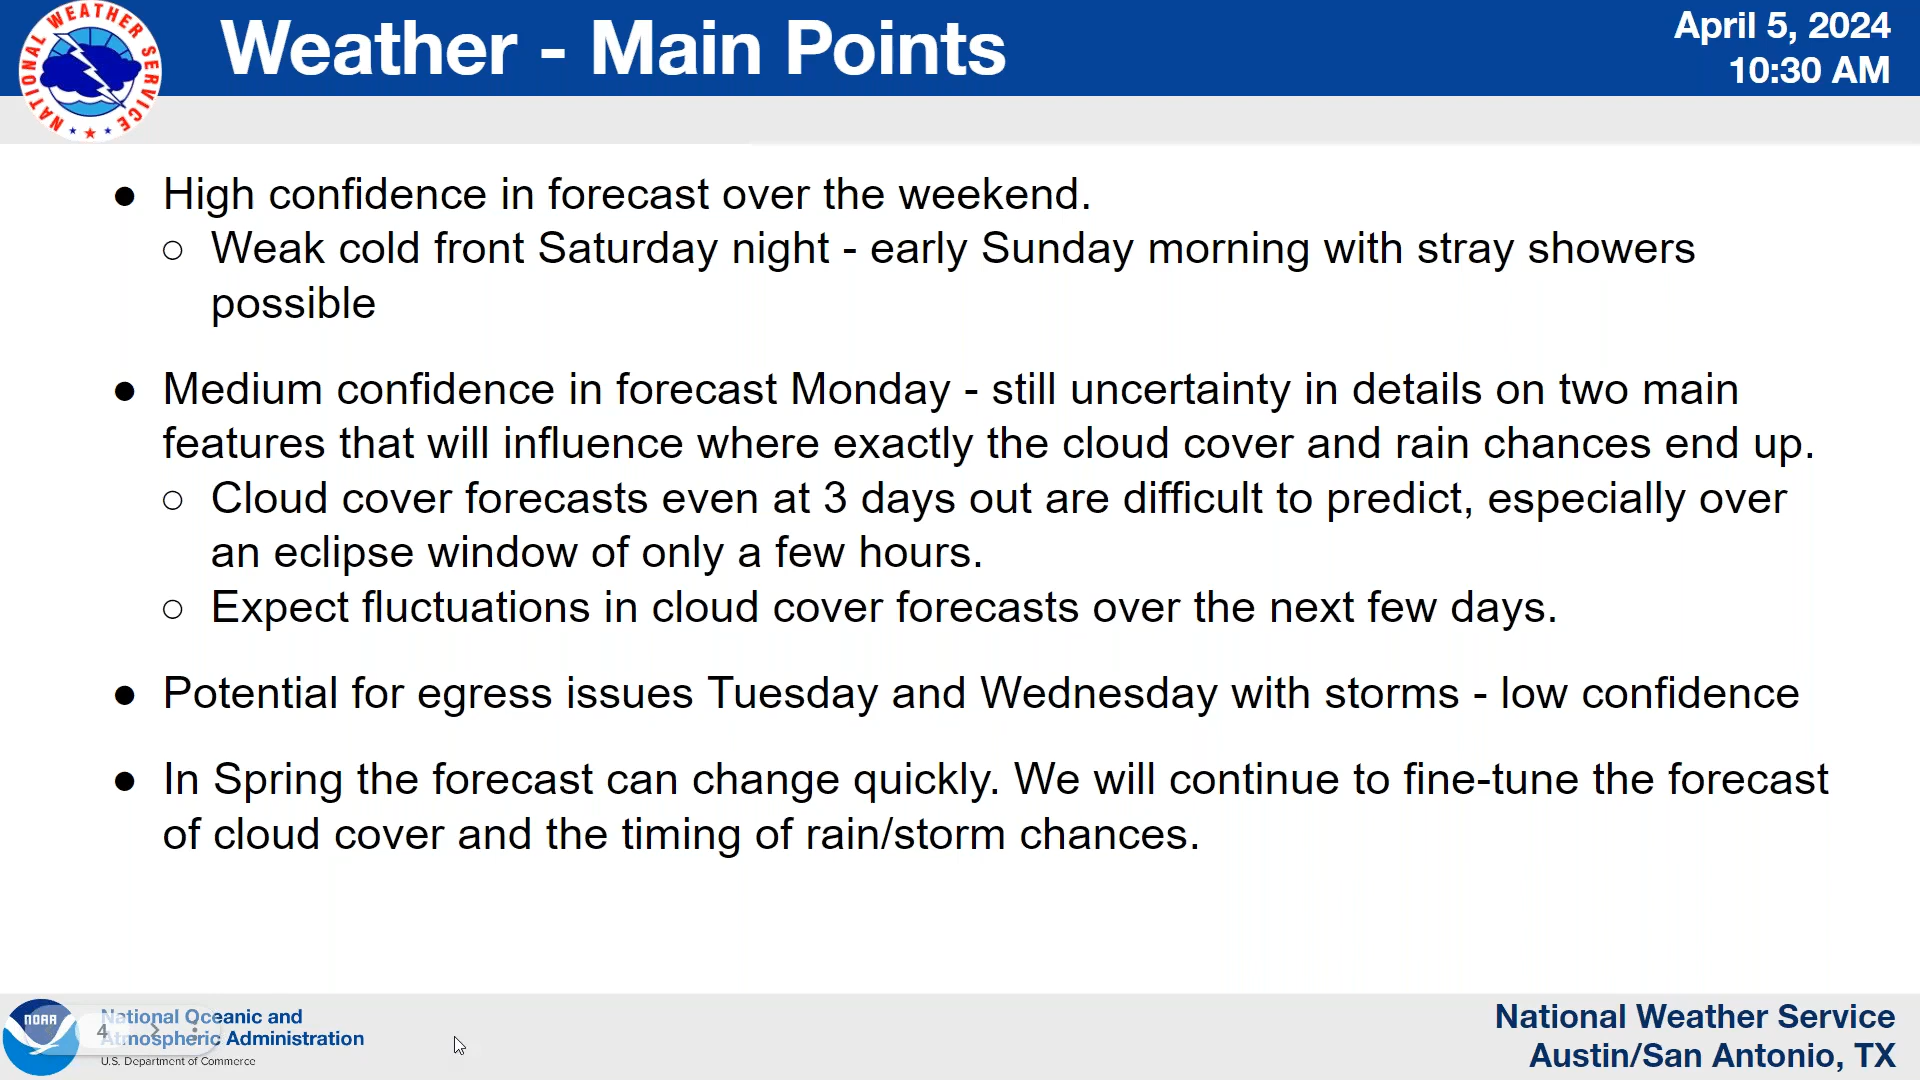 NATIONAL WEATHER SERVICE
Weather - Main Points
April 5, 2024
10:30 AM
● High confidence in forecast over the weekend.
○ Weak cold front Saturday night - early Sunday morning with stray showers
possible
● Medium confidence in forecast Monday - still uncertainty in details on two main
features that will influence where exactly the cloud cover and rain chances end up.
○ Cloud cover forecasts even at 3 days out are difficult to predict, especially over
an eclipse window of only a few hours.
○ Expect fluctuations in cloud cover forecasts over the next few days.
● Potential for egress issues Tuesday and Wednesday with storms - low confidence
● In Spring the forecast can change quickly. We will continue to fine-tune the forecast
of cloud cover and the timing of rain/storm chances.
NOAA
4
National Oceanic and
Atmospheric Administration
U.S. Department of Commerce
National Weather Service
Austin/San Antonio, TX